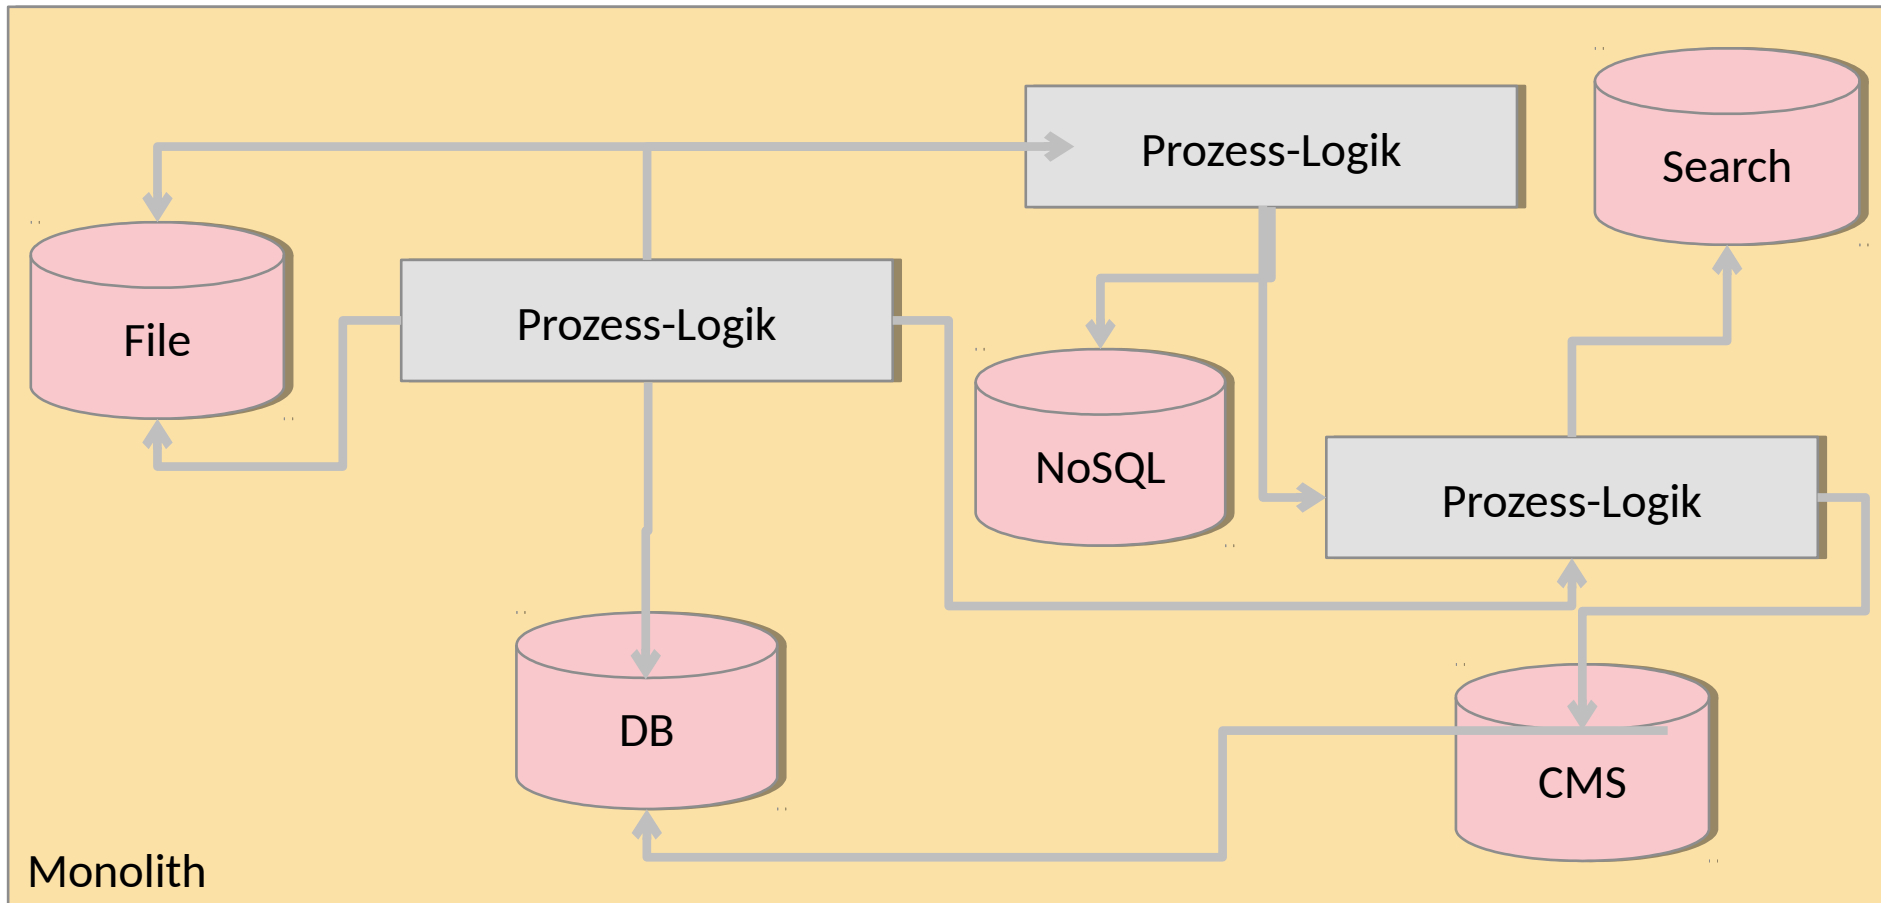 Prozess-Logik
Search
File
Prozess-Logik
NoSQL
Prozess-Logik
DB
CMS
Monolith